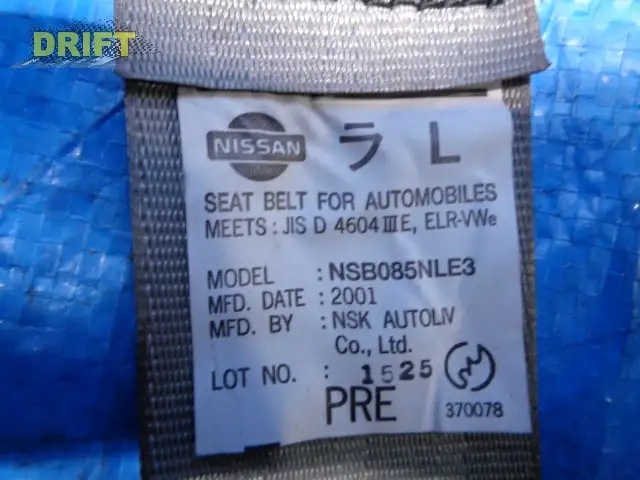 DRIFT
NISSAN ラ L
SEAT BELT FOR AUTOMOBILES
MEETS : JIS D 4604 III E, ELR-VWe
MODEL : NSB085NLE3
MFD. DATE : 2001
MFD. BY : NSK AUTOLIV
Co., Ltd.
LOT NO. : 1525
PRE 370078